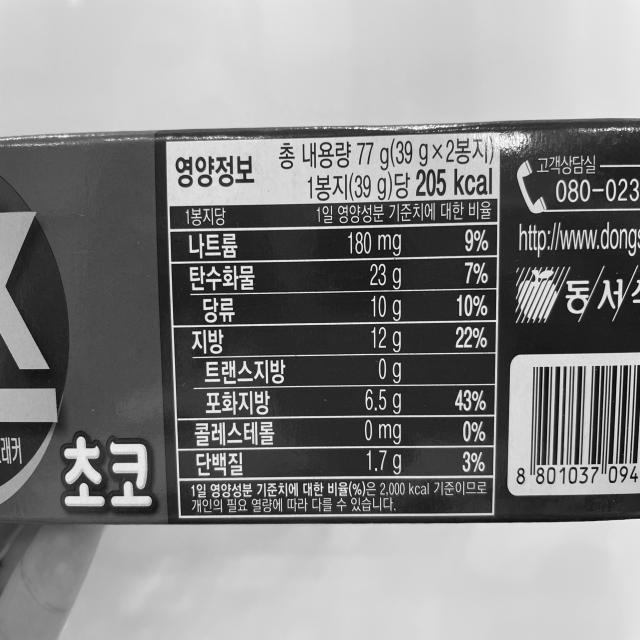 영양정보
총 내용량 77 g(39 g×2봉지)
1봉지(39 g)당 205 kcal
1봉지당 1일 영양성분 기준치에 대한 비율
나트륨 180 mg 9%
탄수화물 23 g 7%
당류 10 g 10%
지방 12 g 22%
트랜스지방 0 g
포화지방 6.5 g 43%
콜레스테롤 0 mg 0%
단백질 1.7 g 3%
1일 영양성분 기준치에 대한 비율(%)은 2,000 kcal 기준이므로
개인의 필요 열량에 따라 다를 수 있습니다.
초코
고객상담실
080-023
http://www.dongs
동서
8 801037 094